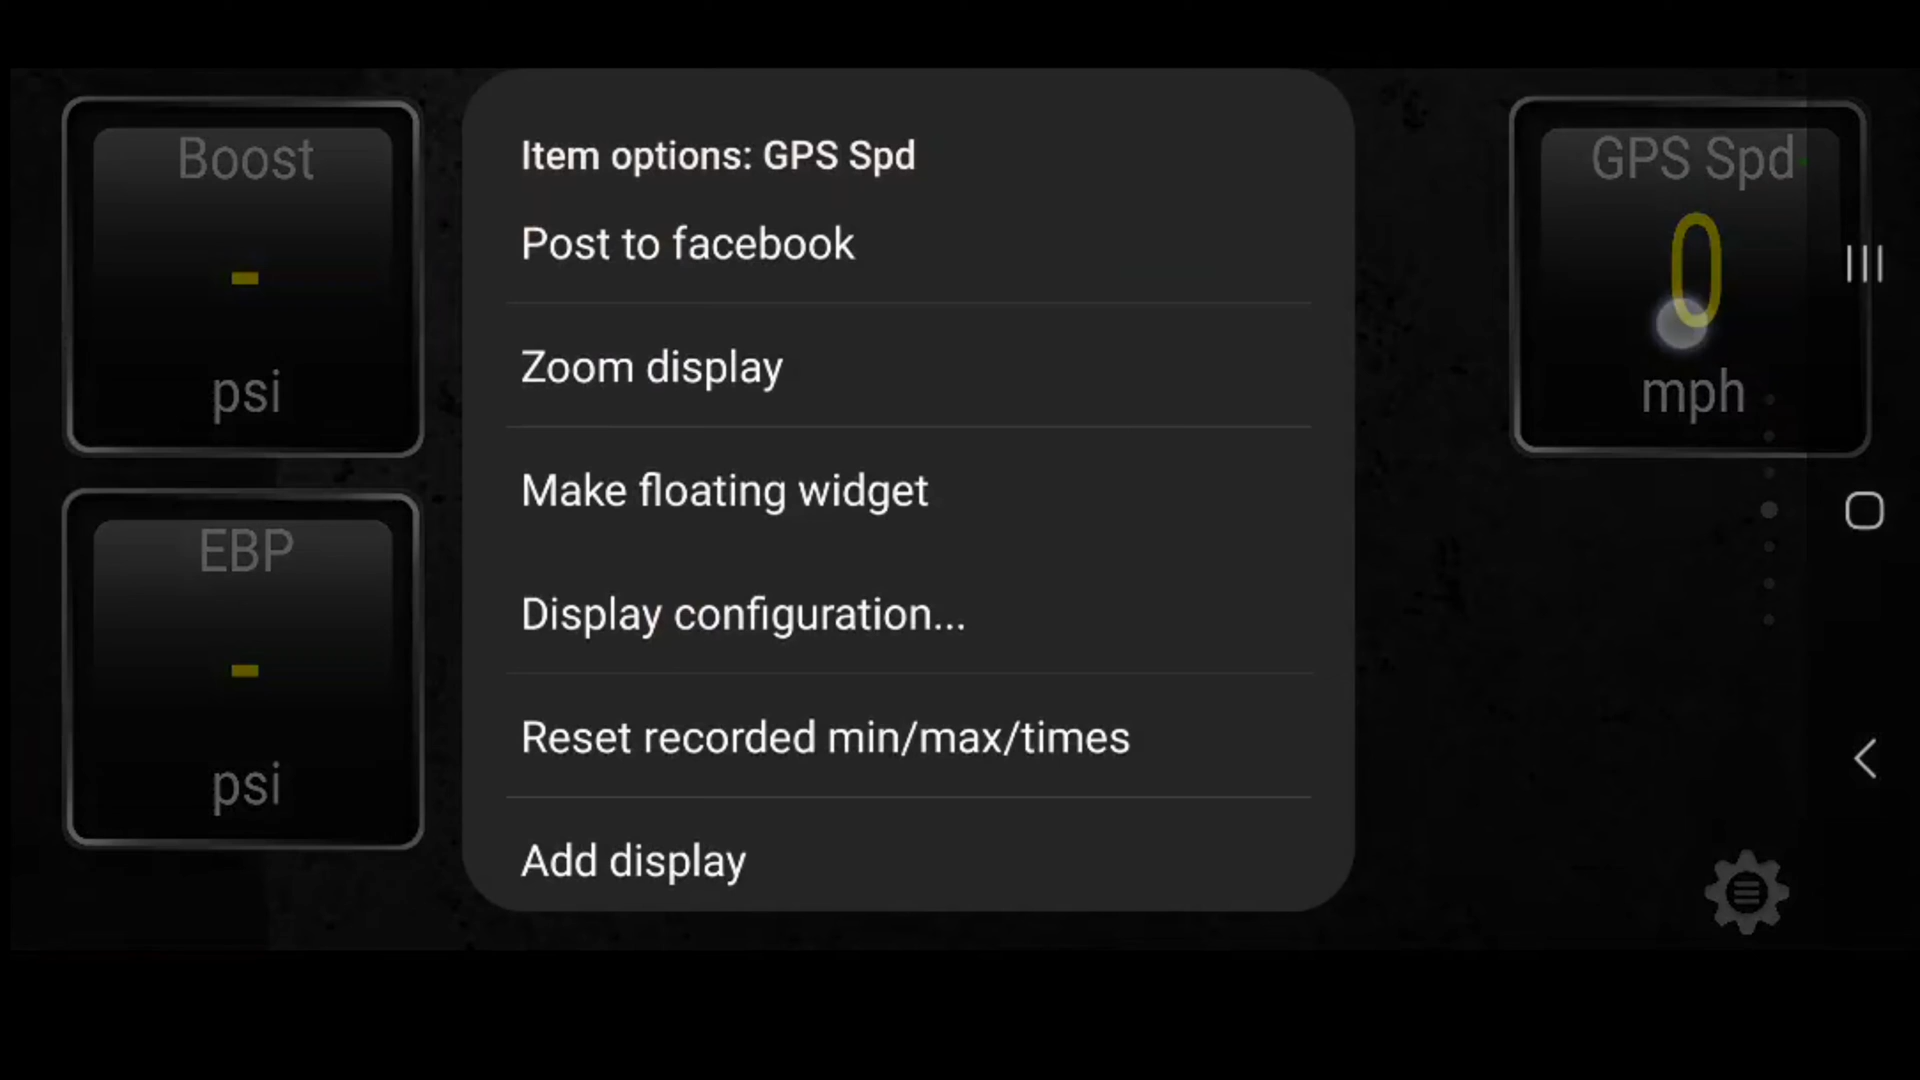 Boost
-
psi
EBP
-
psi
Item options: GPS Spd
Post to facebook
Zoom display
Make floating widget
Display configuration...
Reset recorded min/max/times
Add display
GPS Spd
0
mph